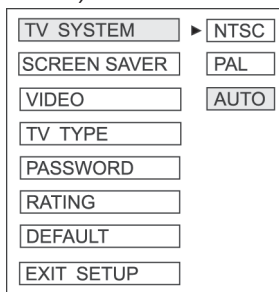 TV SYSTEM
NTSC
SCREEN SAVER
PAL
VIDEO
AUTO
TV TYPE
PASSWORD
RATING
DEFAULT
EXIT SETUP